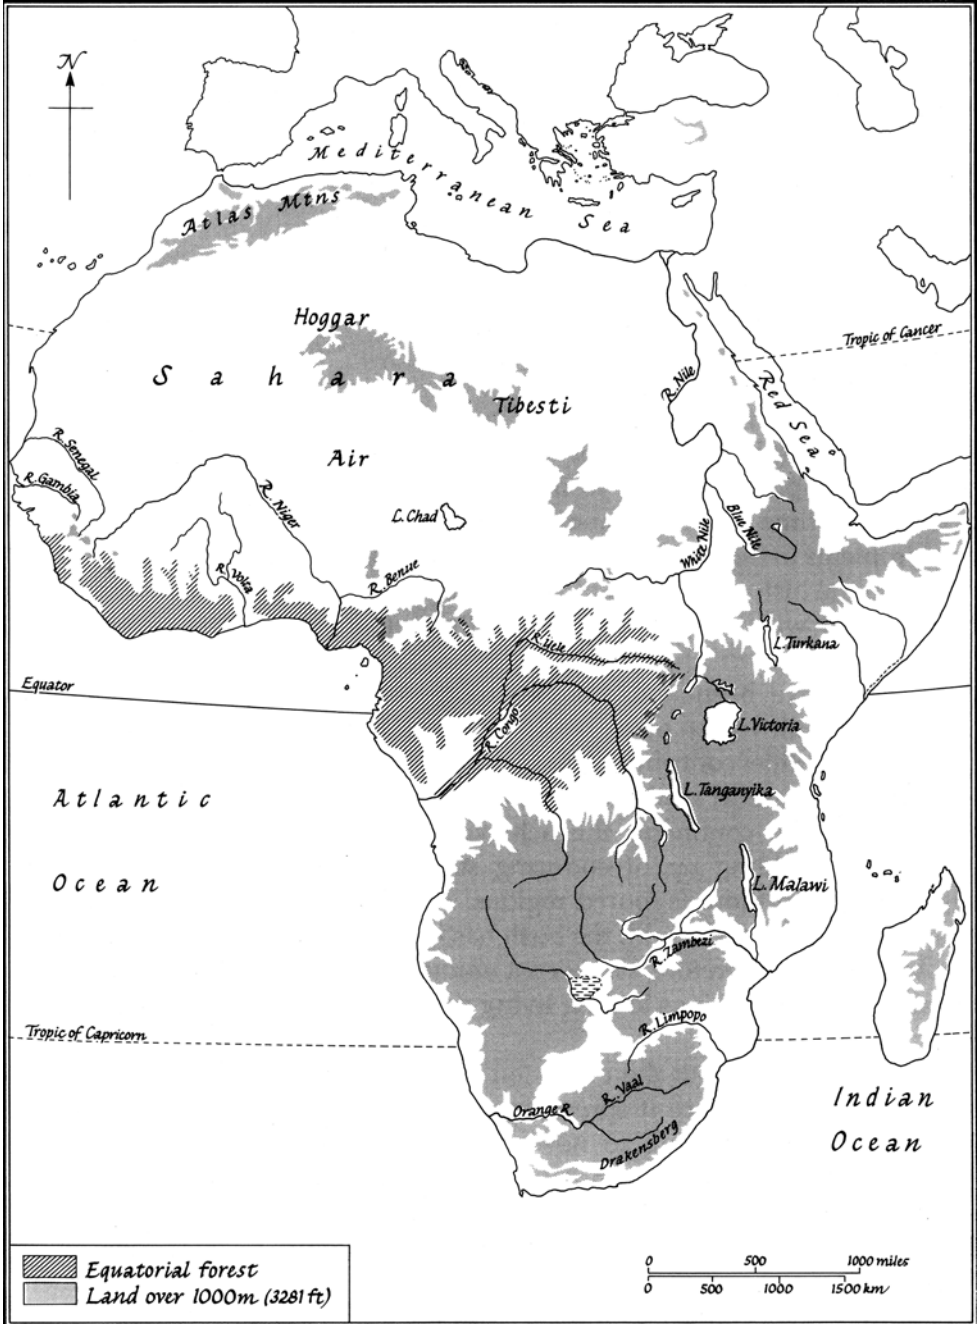 N
Mediterranean Sea
Atlas Mtns
Hoggar
Tropic of Cancer
Sahara
R. Nile
Red Sea
Tibesti
R. Senegal
Air
R. Gambia
R. Niger
L. Chad
Blue Nile
White Nile
R. Volta
R. Benue
R. Uele
L. Turkana
Equator
R. Congo
L. Victoria
L. Tanganyika
Atlantic
Ocean
L. Malawi
R. Zambezi
R. Limpopo
Tropic of Capricorn
R. Vaal
Orange R
Drakensberg
Indian
Ocean
Equatorial forest
Land over 1000m (3281 ft)
0 500 1000 miles
0 500 1000 1500 km